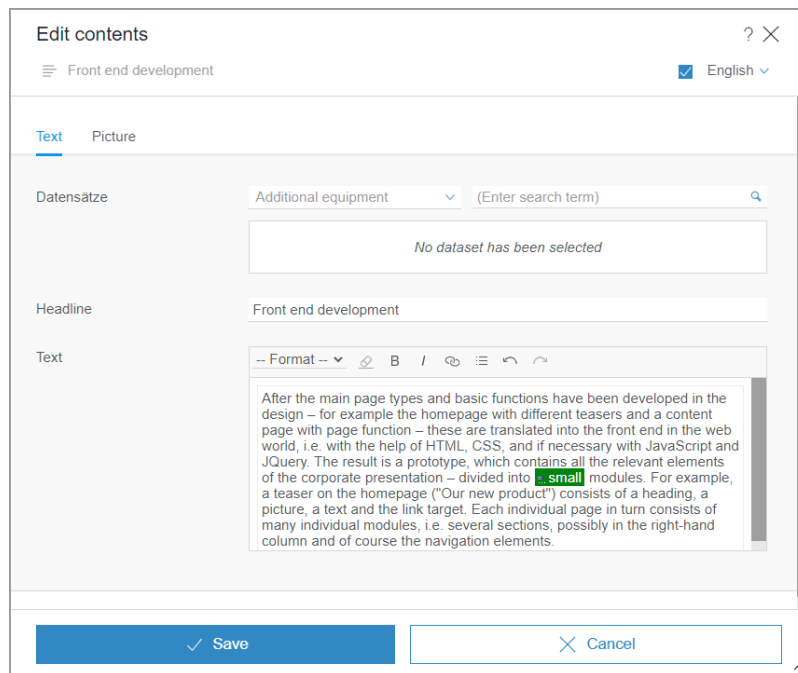 Edit contents
?
Front end development
English
Text
Picture
Datensätze
Additional equipment
(Enter search term)
No dataset has been selected
Headline
Front end development
Text
-- Format --
B
I
After the main page types and basic functions have been developed in the
design – for example the homepage with different teasers and a content
page with page function – these are translated into the front end in the web
world, i.e. with the help of HTML, CSS, and if necessary with JavaScript and
JQuery. The result is a prototype, which contains all the relevant elements
of the corporate presentation – divided into small modules. For example,
a teaser on the homepage ("Our new product") consists of a heading, a
picture, a text and the link target. Each individual page in turn consists of
many individual modules, i.e. several sections, possibly in the right-hand
column and of course the navigation elements.
Save
Cancel